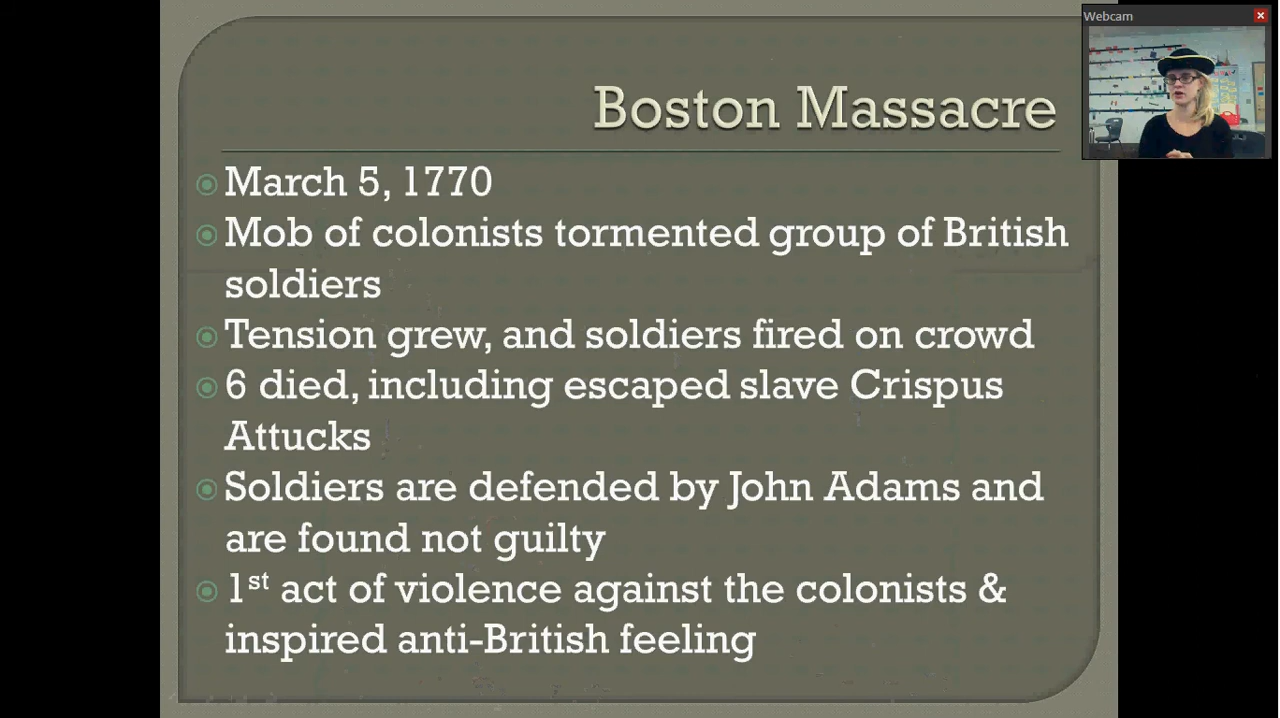 Webcam
Boston Massacre
March 5, 1770
Mob of colonists tormented group of British
soldiers
Tension grew, and soldiers fired on crowd
6 died, including escaped slave Crispus
Attucks
Soldiers are defended by John Adams and
are found not guilty
1st act of violence against the colonists &
inspired anti-British feeling